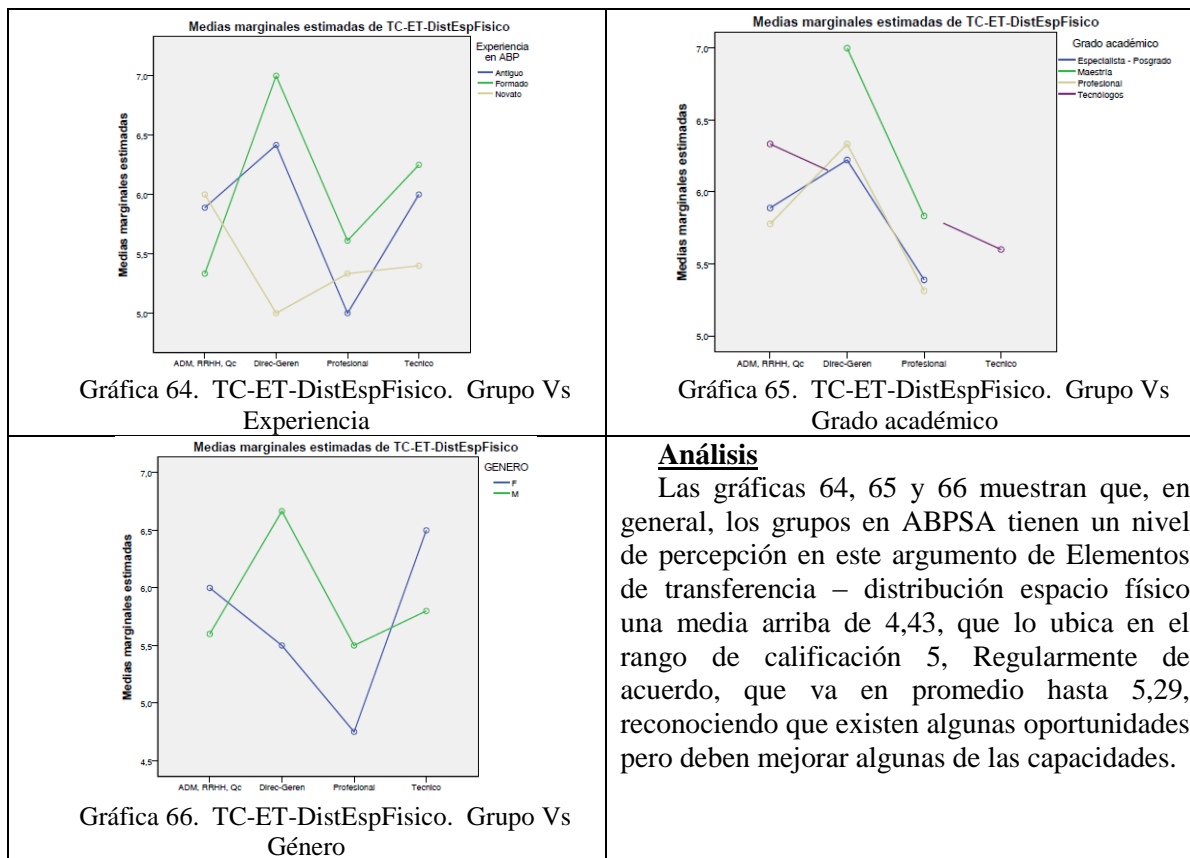 Medias marginales estimadas de TC-ET-DistEspFisico
Experiencia
en ABP
Antiguo
Formado
Novato
Medias marginales estimadas
7,0
6,5
6,0
5,5
5,0
ADM, RRHH, Qc
Direc-Geren
Profesional
Tecnico
Gráfica 64. TC-ET-DistEspFisico. Grupo Vs
Experiencia
Medias marginales estimadas de TC-ET-DistEspFisico
Grado académico
Especialista - Posgrado
Maestría
Profesional
Tecnólogos
Medias marginales estimadas
7,0
6,5
6,0
5,5
5,0
ADM, RRHH, Qc
Direc-Geren
Profesional
Tecnico
Gráfica 65. TC-ET-DistEspFisico. Grupo Vs
Grado académico
Medias marginales estimadas de TC-ET-DistEspFisico
GENERO
F
M
Medias marginales estimadas
7,0
6,5
6,0
5,5
5,0
4,5
ADM, RRHH, Qc
Direc-Geren
Profesional
Tecnico
Gráfica 66. TC-ET-DistEspFisico. Grupo Vs
Género
Análisis
Las gráficas 64, 65 y 66 muestran que, en
general, los grupos en ABPSA tienen un nivel
de percepción en este argumento de Elementos
de transferencia – distribución espacio físico
una media arriba de 4,43, que lo ubica en el
rango de calificación 5, Regularmente de
acuerdo, que va en promedio hasta 5,29,
reconociendo que existen algunas oportunidades
pero deben mejorar algunas de las capacidades.